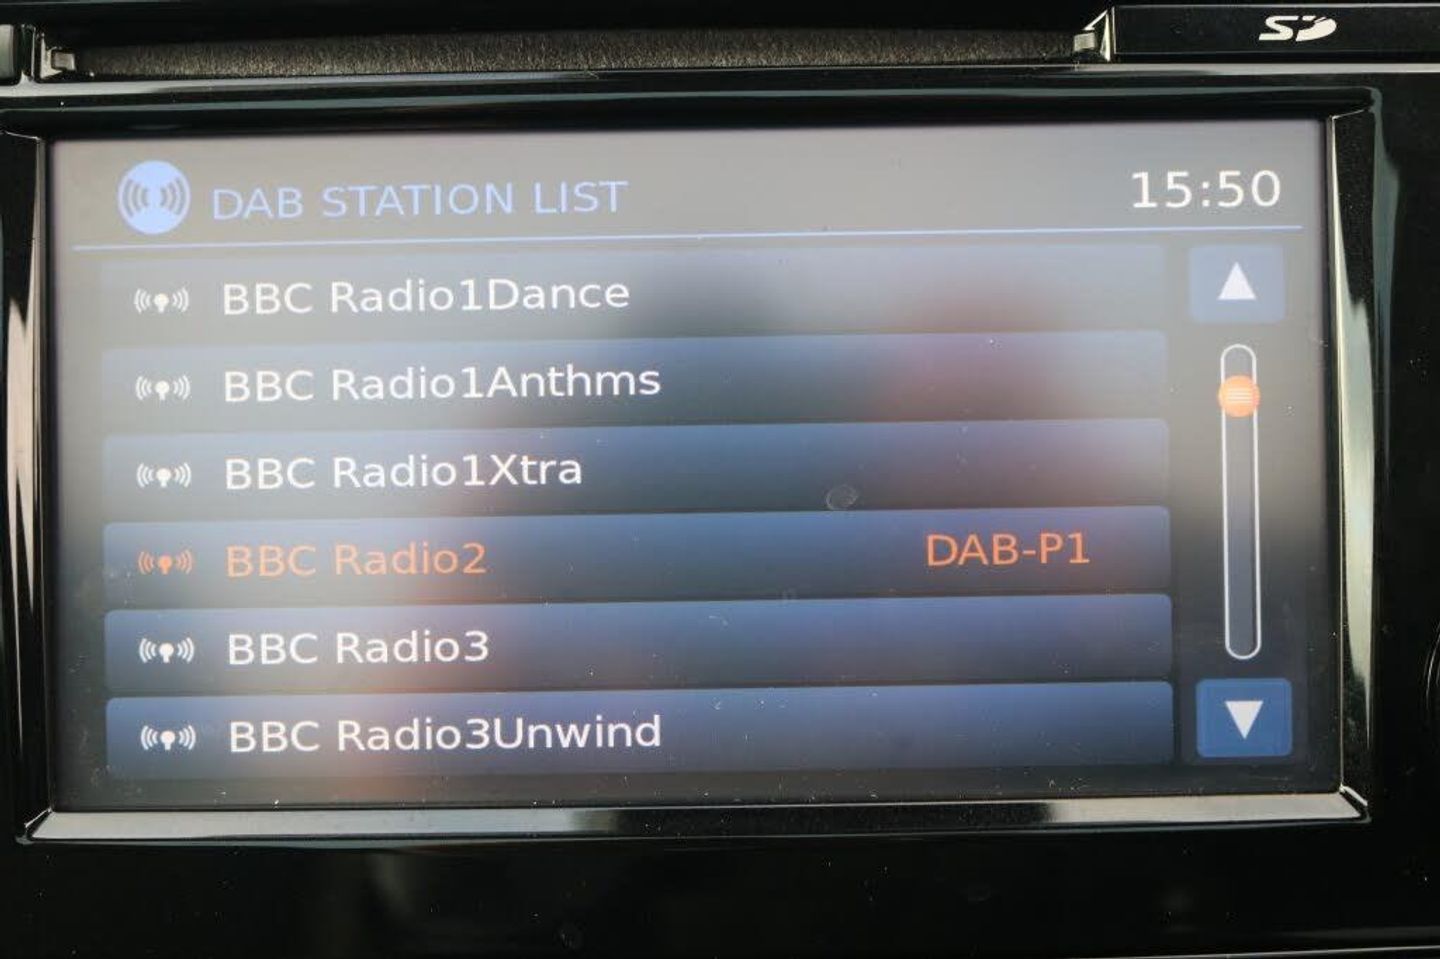 SD
DAB STATION LIST 15:50
BBC Radio1Dance
BBC Radio1Anthms
BBC Radio1Xtra
BBC Radio2 DAB-P1
BBC Radio3
BBC Radio3Unwind